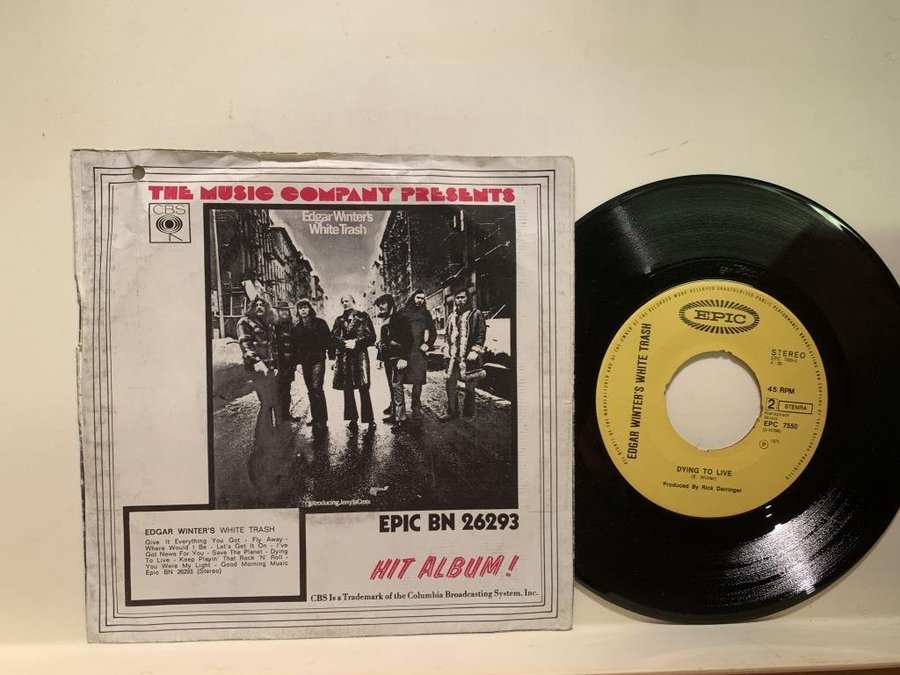 THE MUSIC COMPANY PRESENTS
CBS
Edgar Winter's
White Trash
Introducing Jerry LaCroix
EPIC BN 26293
EDGAR WINTER'S WHITE TRASH
Give It Everything You Got - Fly Away -
Where Would I Be - Let's Get It On - I've
Got News For You - Save The Planet - Dying
To Live - Keep Playin' That Rock 'N' Roll -
You Were My Light - Good Morning Music
Epic BN 26293 (Stereo)
HIT ALBUM!
CBS Is a Trademark of the Columbia Broadcasting System, Inc.
EPIC
EDGAR WINTER'S WHITE TRASH
STEREO
45 RPM
2 STEMRA
EPC 7550
Ⓟ 1971
DYING TO LIVE
(E. Winter)
Produced By Rick Derringer